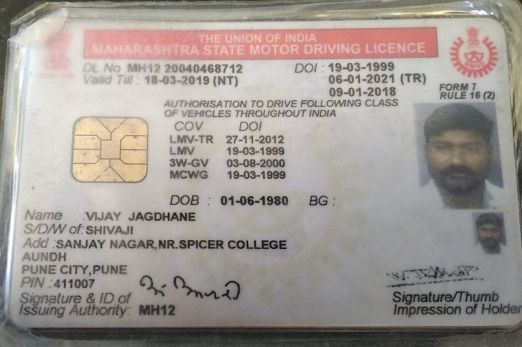 THE UNION OF INDIA
MAHARASHTRA STATE MOTOR DRIVING LICENCE
DL No MH12 20040468712 DOI : 19-03-1999
Valid Till : 18-03-2019 (NT) 06-01-2021 (TR)
09-01-2018
FORM 7
RULE 16 (2)
AUTHORISATION TO DRIVE FOLLOWING CLASS
OF VEHICLES THROUGHOUT INDIA
COV DOI
LMV-TR 27-11-2012
LMV 19-03-1999
3W-GV 03-08-2000
MCWG 19-03-1999
DOB : 01-06-1980 BG :
Name : VIJAY JAGDHANE
S/D/W of : SHIVAJI
Add : SANJAY NAGAR,NR.SPICER COLLEGE
AUNDH
PUNE CITY,PUNE
PIN : 411007
Signature & ID of
Issuing Authority: MH12
Signature/Thumb
Impression of Holder